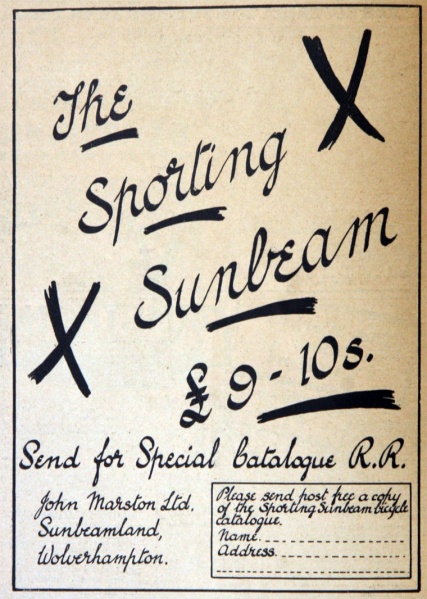 The
Sporting
Sunbeam
£9-10s.
Send for Special Catalogue R.R.
John Marston Ltd.
Sunbeamland,
Wolverhampton.
Please send post free a copy
of the Sporting Sunbeam bicycle
catalogue.
Name
Address